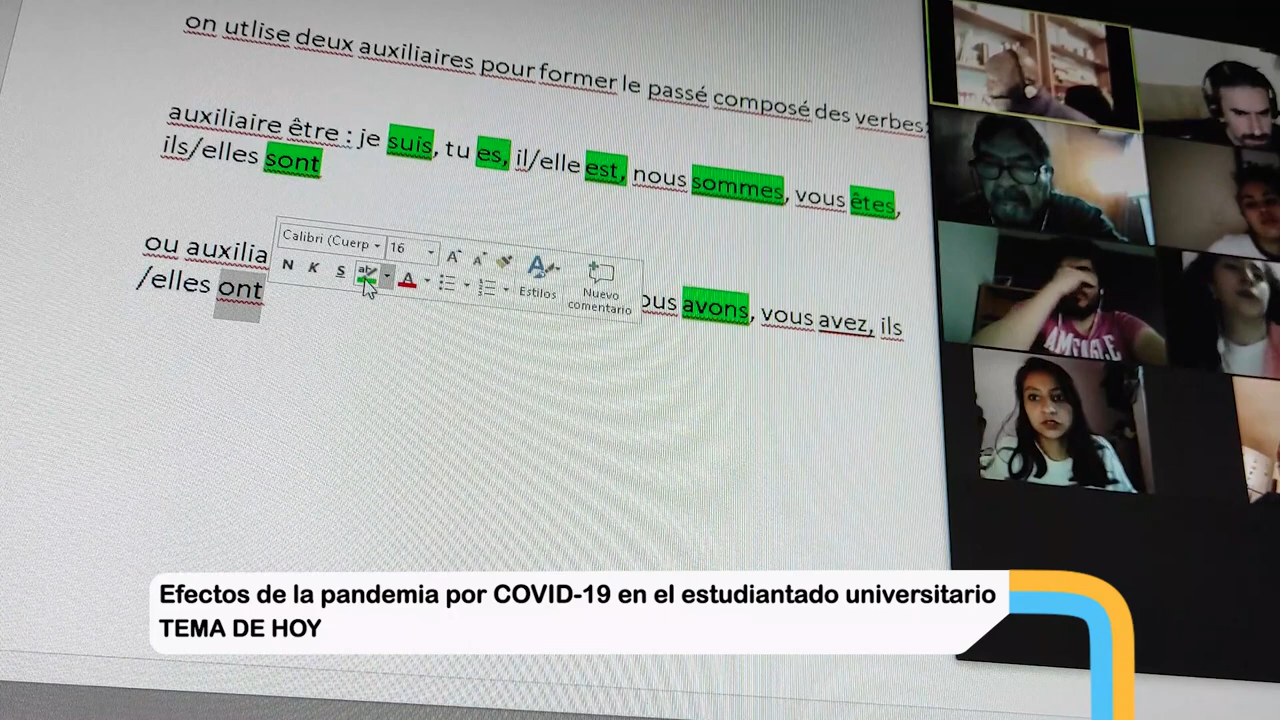 on utlise deux auxiliaires pour former le passé composé des verbes:
auxiliaire être : je suis, tu es, il/elle est, nous sommes, vous êtes,
ils/elles sont
ou auxilia
ous avons, vous avez, ils
/elles ont
Calibri (Cuerp
16
N K S
Estilos
Nuevo
comentario
Efectos de la pandemia por COVID-19 en el estudiantado universitario
TEMA DE HOY